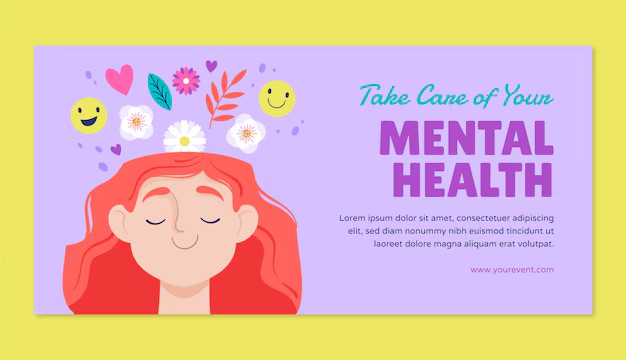 Take Care of Your
MENTAL
HEALTH
Lorem ipsum dolor sit amet, consectetuer adipiscing
elit, sed diam nonummy nibh euismod tincidunt ut
laoreet dolore magna aliquam erat volutpat.
www.yourevent.com